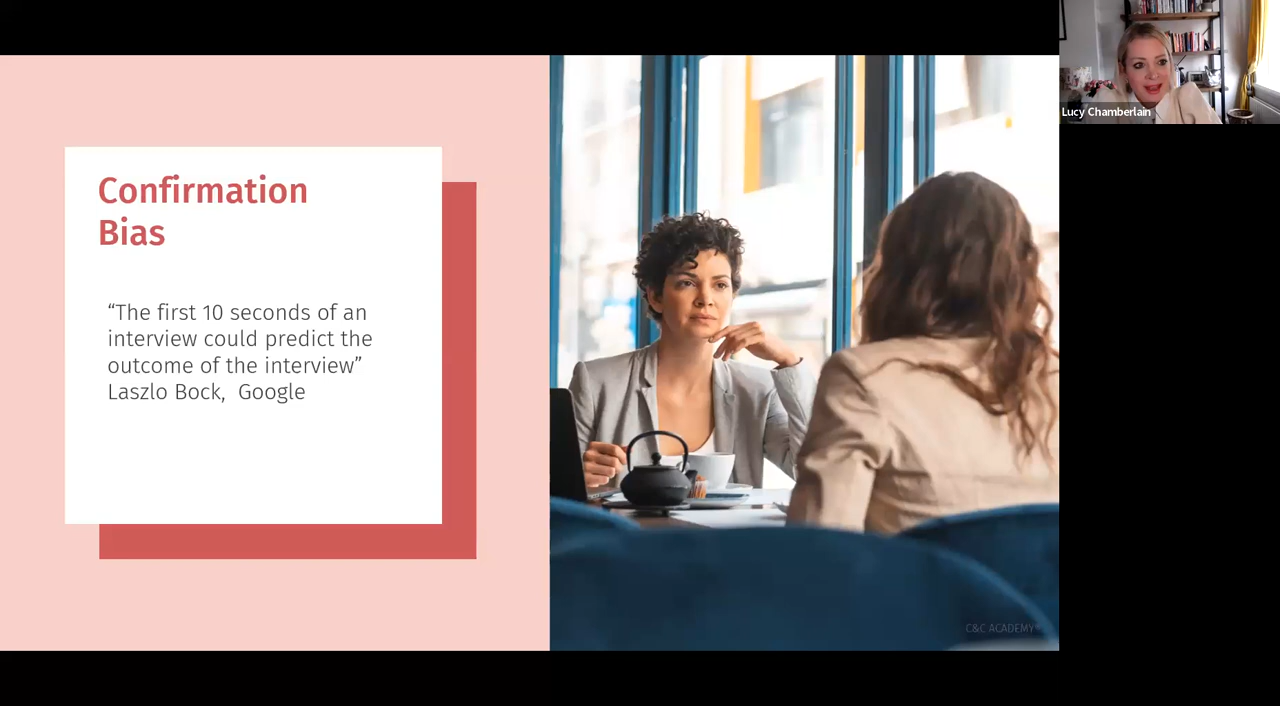 Confirmation
Bias
“The first 10 seconds of an
interview could predict the
outcome of the interview”
Laszlo Bock,  Google
Lucy Chamberlain
C&C ACADEMY